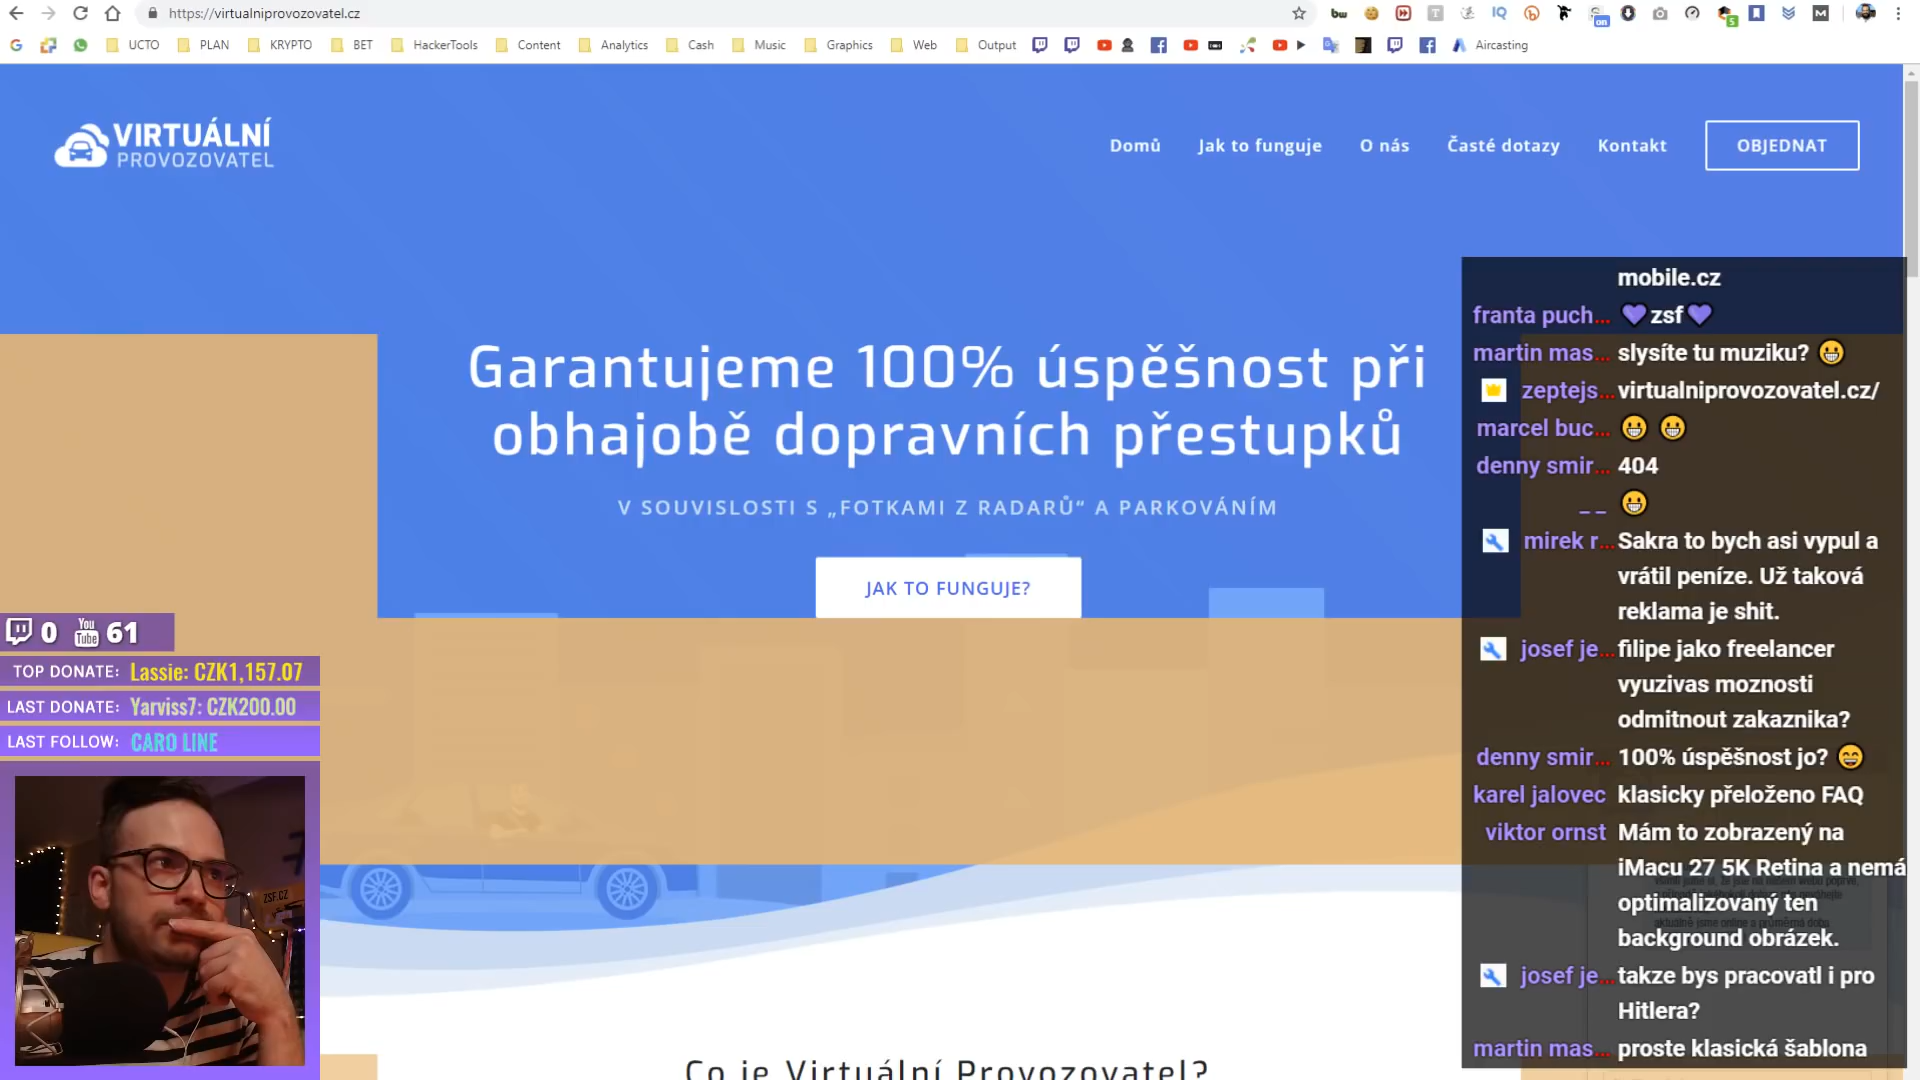 https://virtualniprovozovatel.cz
UCTO PLAN KRYPTO BET HackerTools Content Analytics Cash Music Graphics Web Output Aircasting
VIRTUÁLNÍ
PROVOZOVATEL
Domů Jak to funguje O nás Časté dotazy Kontakt OBJEDNAT
Garantujeme 100% úspěšnost při
obhajobě dopravních přestupků
V SOUVISLOSTI S „FOTKAMI Z RADARŮ“ A PARKOVÁNÍM
JAK TO FUNGUJE?
Co je Virtuální Provozovatel?
0 You Tube 61
TOP DONATE: Lassie: CZK1,157.07
LAST DONATE: Yarviss7: CZK200.00
LAST FOLLOW: CARO LINE
ZSF.CZ
mobile.cz
franta puch... 💜zsf💜
martin mas... slysíte tu muziku? 😀
zeptejs... virtualniprovozovatel.cz/
marcel buc... 😀 😀
denny smir... 404
_ _ 😀
mirek r... Sakra to bych asi vypul a
vrátil peníze. Už taková
reklama je shit.
josef je... filipe jako freelancer
vyuzivas moznosti
odmitnout zakaznika?
denny smir... 100% úspěšnost jo? 😄
karel jalovec klasicky přeloženo FAQ
viktor ornst Mám to zobrazený na
iMacu 27 5K Retina a nemá
optimalizovaný ten
background obrázek.
josef je... takze bys pracovatl i pro
Hitlera?
martin mas... proste klasická šablona